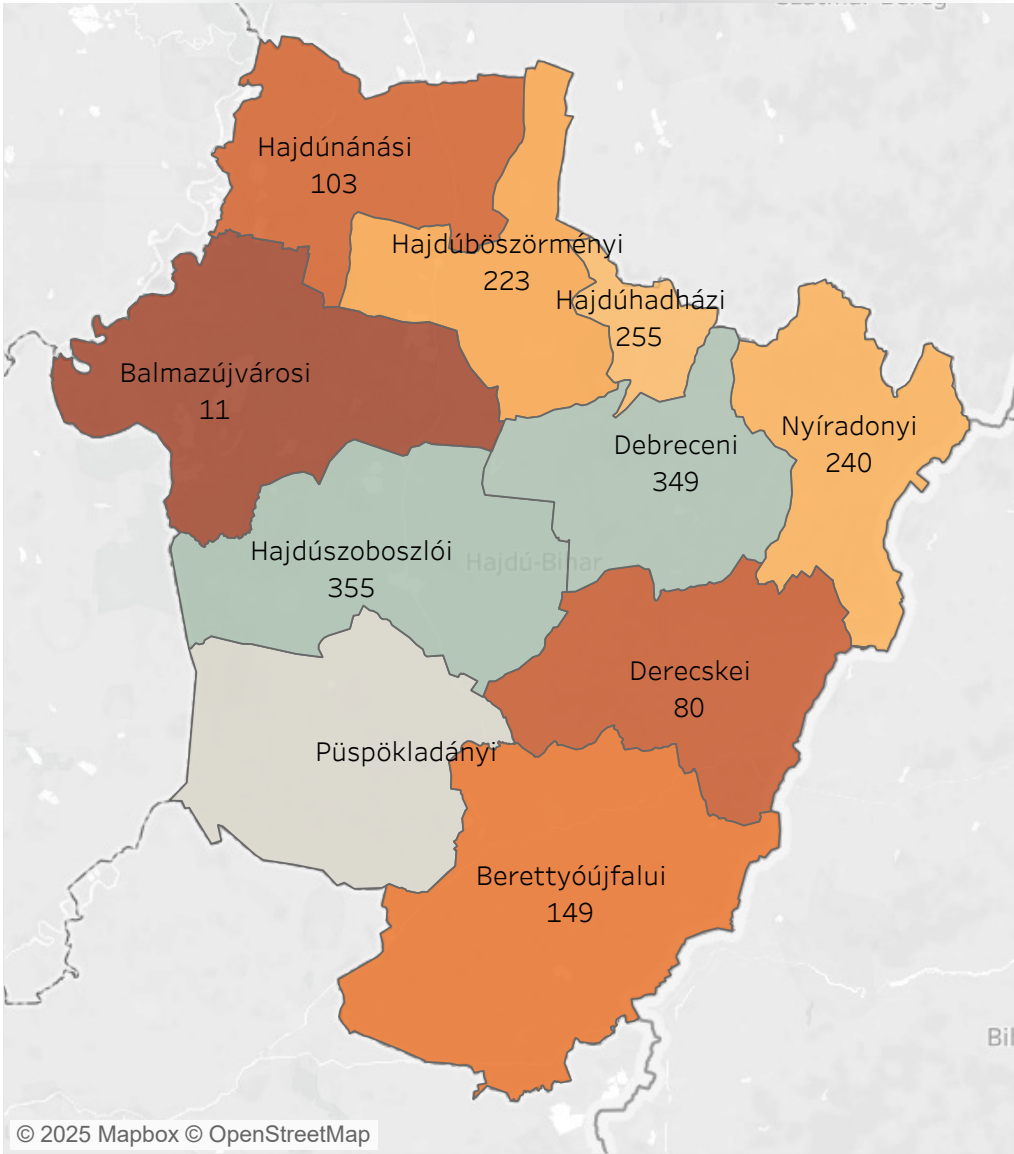 Hajdúnánási
103
Hajdúböszörményi
223
Hajdúhadházi
255
Balmazújvárosi
11
Debreceni
349
Nyíradonyi
240
Hajdúszoboszlói
355
Hajdú-Bihar
Derecskei
80
Püspökladányi
Berettyóújfalui
149
Bil
© 2025 Mapbox © OpenStreetMap